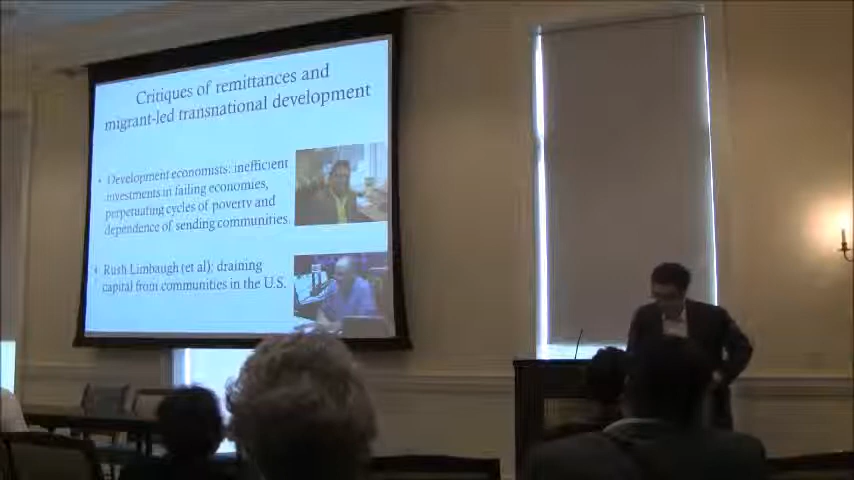 Critiques of remittances and
migrant-led transnational development
• Development economists: inefficient
investments in failing economies,
perpetuating cycles of poverty and
dependence of sending communities.
• Rush Limbaugh (et al): draining
capital from communities in the U.S.